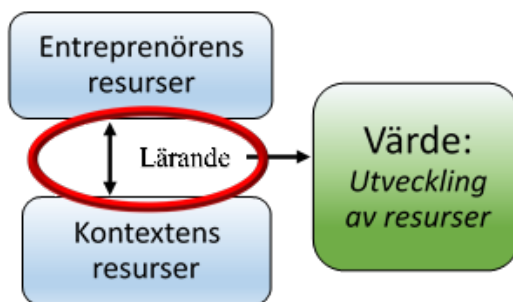 Entreprenörens
resurser
Lärande
Kontextens
resurser
Värde:
Utveckling
av resurser